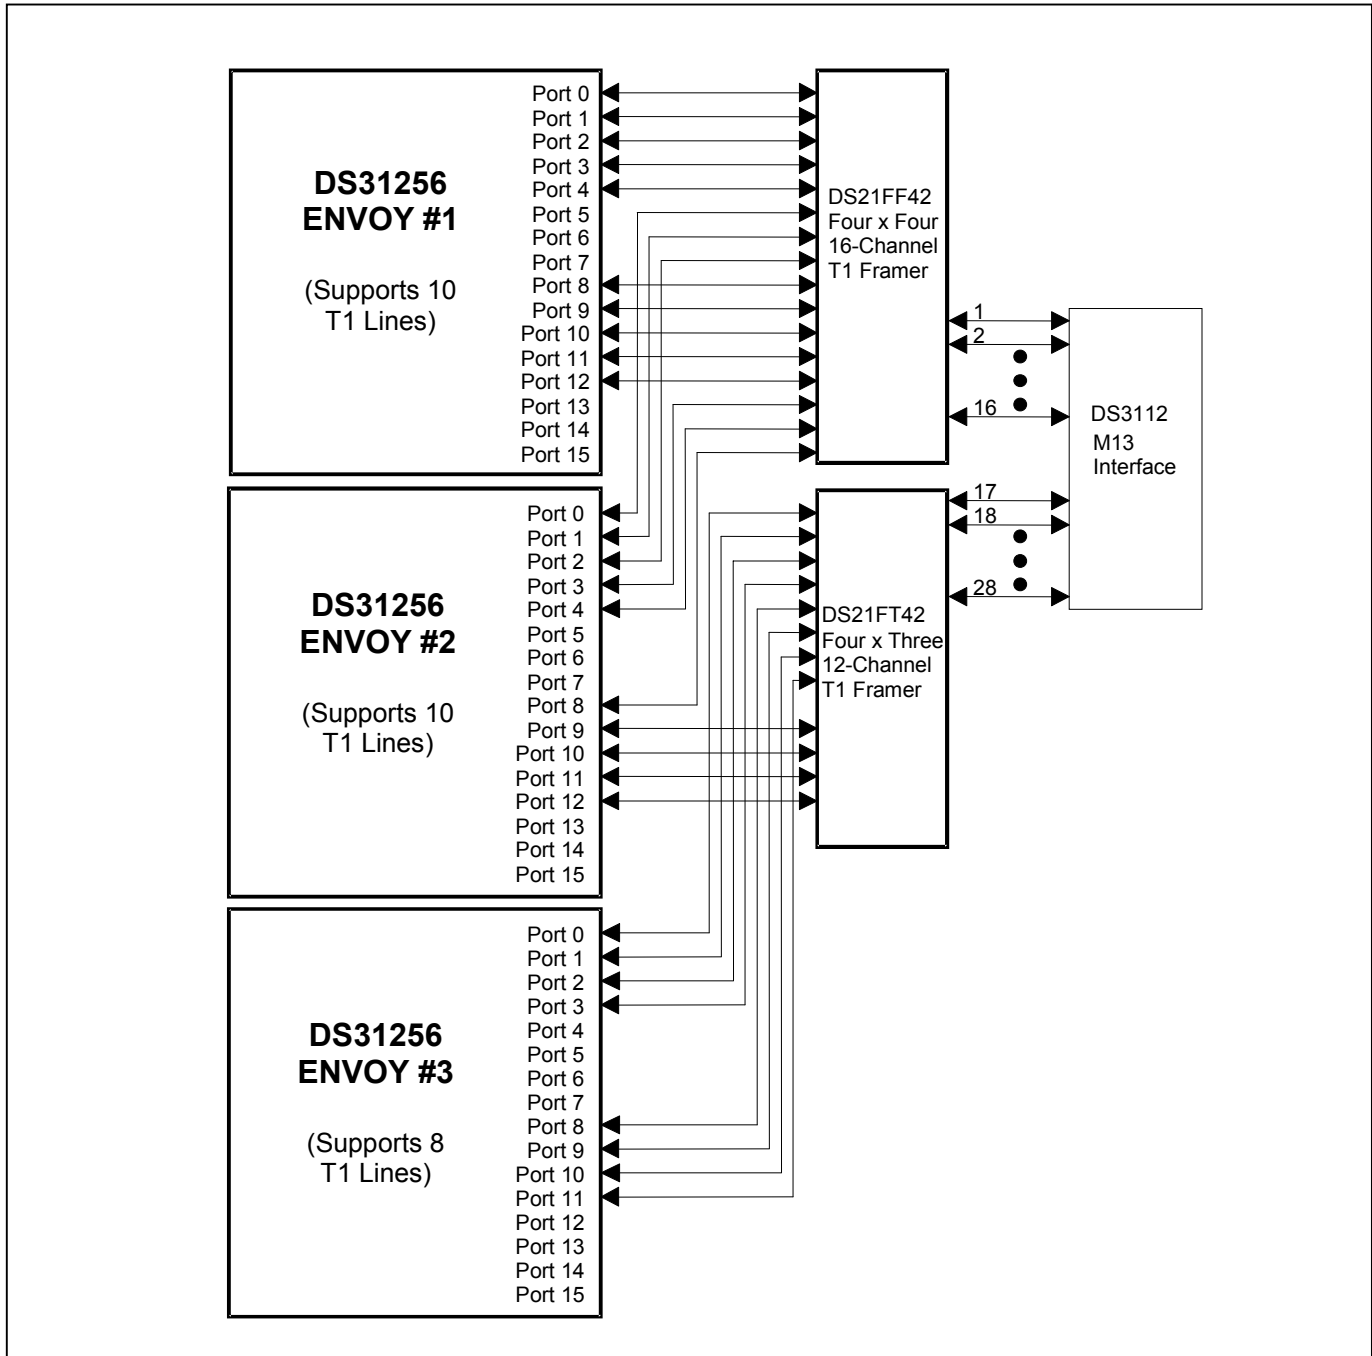 DS31256
ENVOY #1
(Supports 10
T1 Lines)
Port 0
Port 1
Port 2
Port 3
Port 4
Port 5
Port 6
Port 7
Port 8
Port 9
Port 10
Port 11
Port 12
Port 13
Port 14
Port 15
DS31256
ENVOY #2
(Supports 10
T1 Lines)
Port 0
Port 1
Port 2
Port 3
Port 4
Port 5
Port 6
Port 7
Port 8
Port 9
Port 10
Port 11
Port 12
Port 13
Port 14
Port 15
DS31256
ENVOY #3
(Supports 8
T1 Lines)
Port 0
Port 1
Port 2
Port 3
Port 4
Port 5
Port 6
Port 7
Port 8
Port 9
Port 10
Port 11
Port 12
Port 13
Port 14
Port 15
DS21FF42
Four x Four
16-Channel
T1 Framer
DS21FT42
Four x Three
12-Channel
T1 Framer
1
2
16
17
18
28
DS3112
M13
Interface